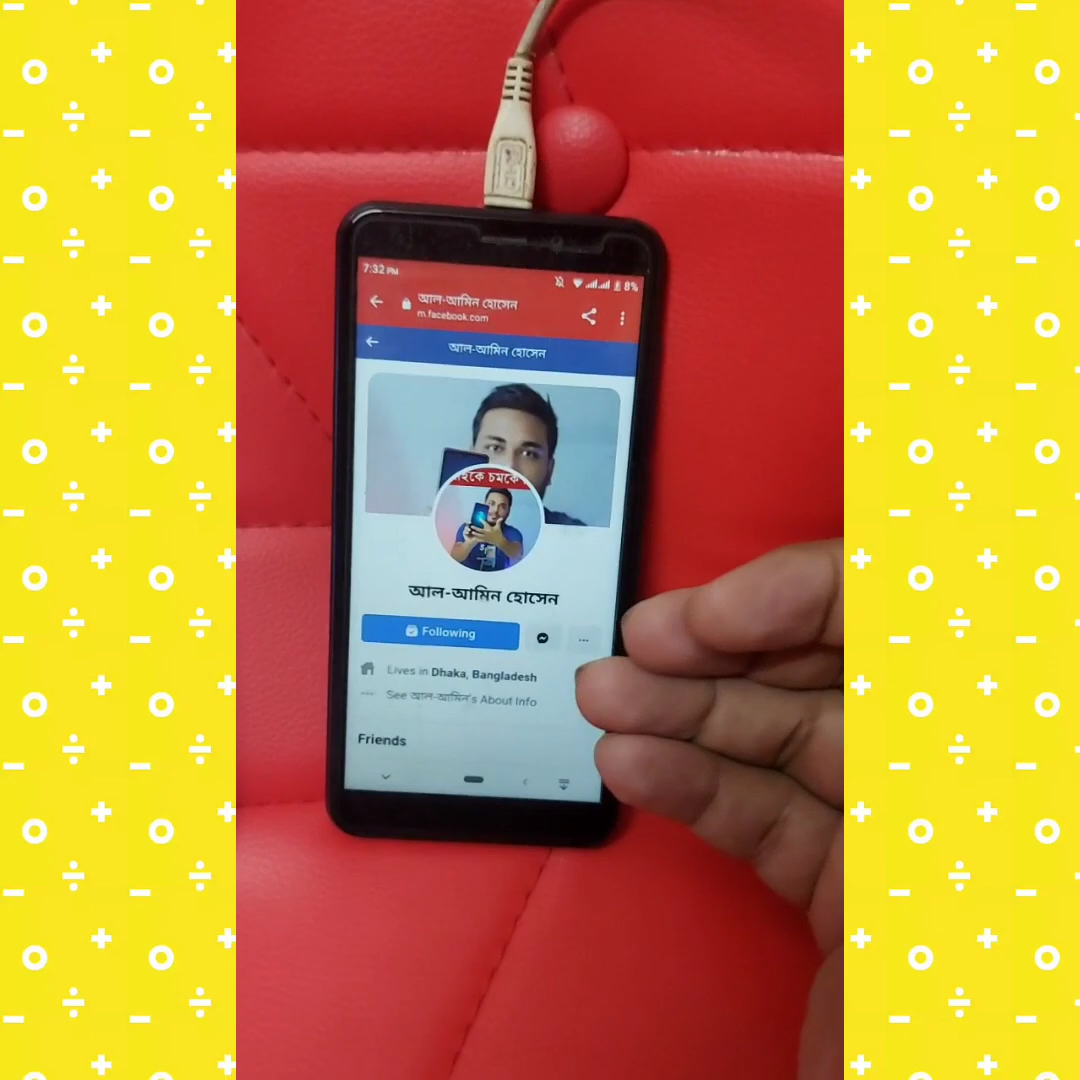 7:32 PM
8%
আল-আমিন হোসেন
m.facebook.com
আল-আমিন হোসেন
চমকে
আল-আমিন হোসেন
Following
Lives in Dhaka, Bangladesh
See আল-আমিন's About Info
Friends